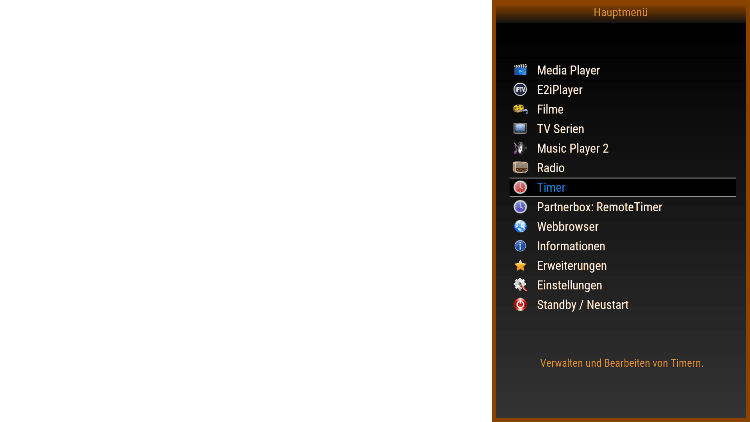 Hauptmenü
Media Player
IPTV
E2iPlayer
Filme
TV Serien
Music Player 2
Radio
Timer
Partnerbox: RemoteTimer
Webbrowser
Informationen
Erweiterungen
Einstellungen
Standby / Neustart
Verwalten und Bearbeiten von Timern.